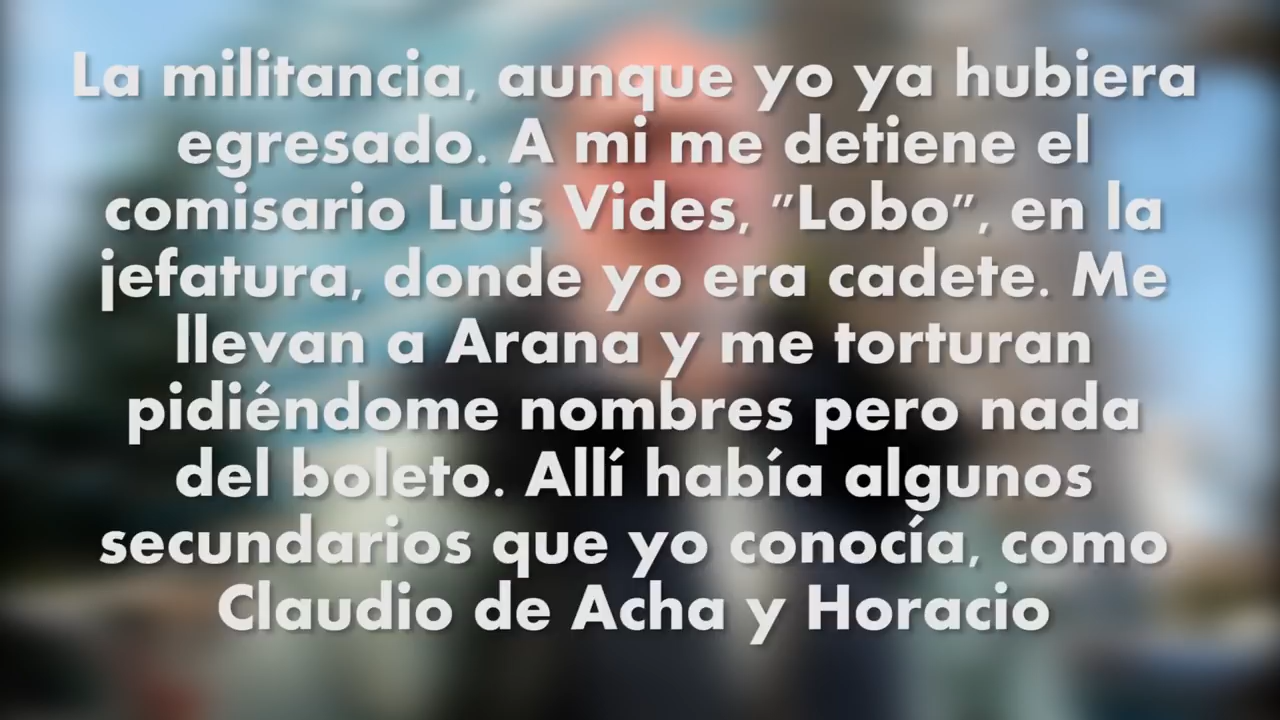 La militancia, aunque yo ya hubiera
egresado. A mi me detiene el
comisario Luis Vides, "Lobo", en la
jefatura, donde yo era cadete. Me
llevan a Arana y me torturan
pidiéndome nombres pero nada
del boleto. Allí había algunos
secundarios que yo conocía, como
Claudio de Acha y Horacio